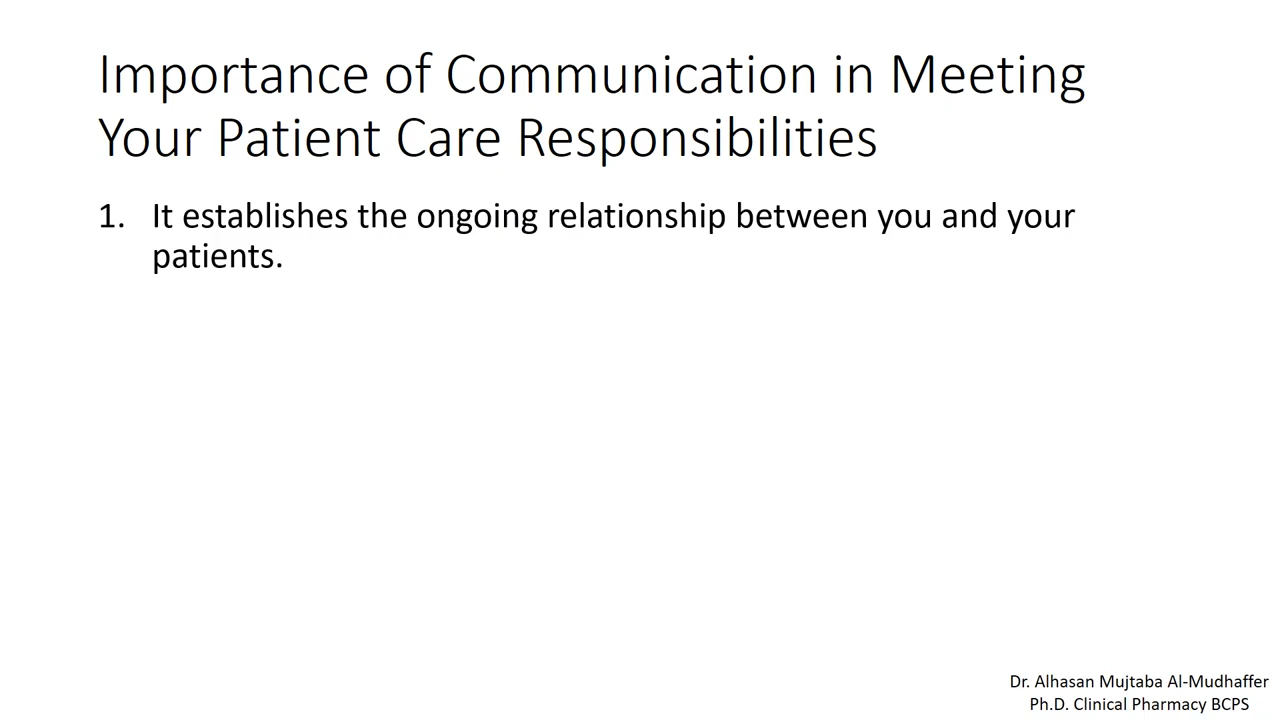 Importance of Communication in Meeting
Your Patient Care Responsibilities
1. It establishes the ongoing relationship between you and your
patients.
Dr. Alhasan Mujtaba Al-Mudhaffer
Ph.D. Clinical Pharmacy BCPS